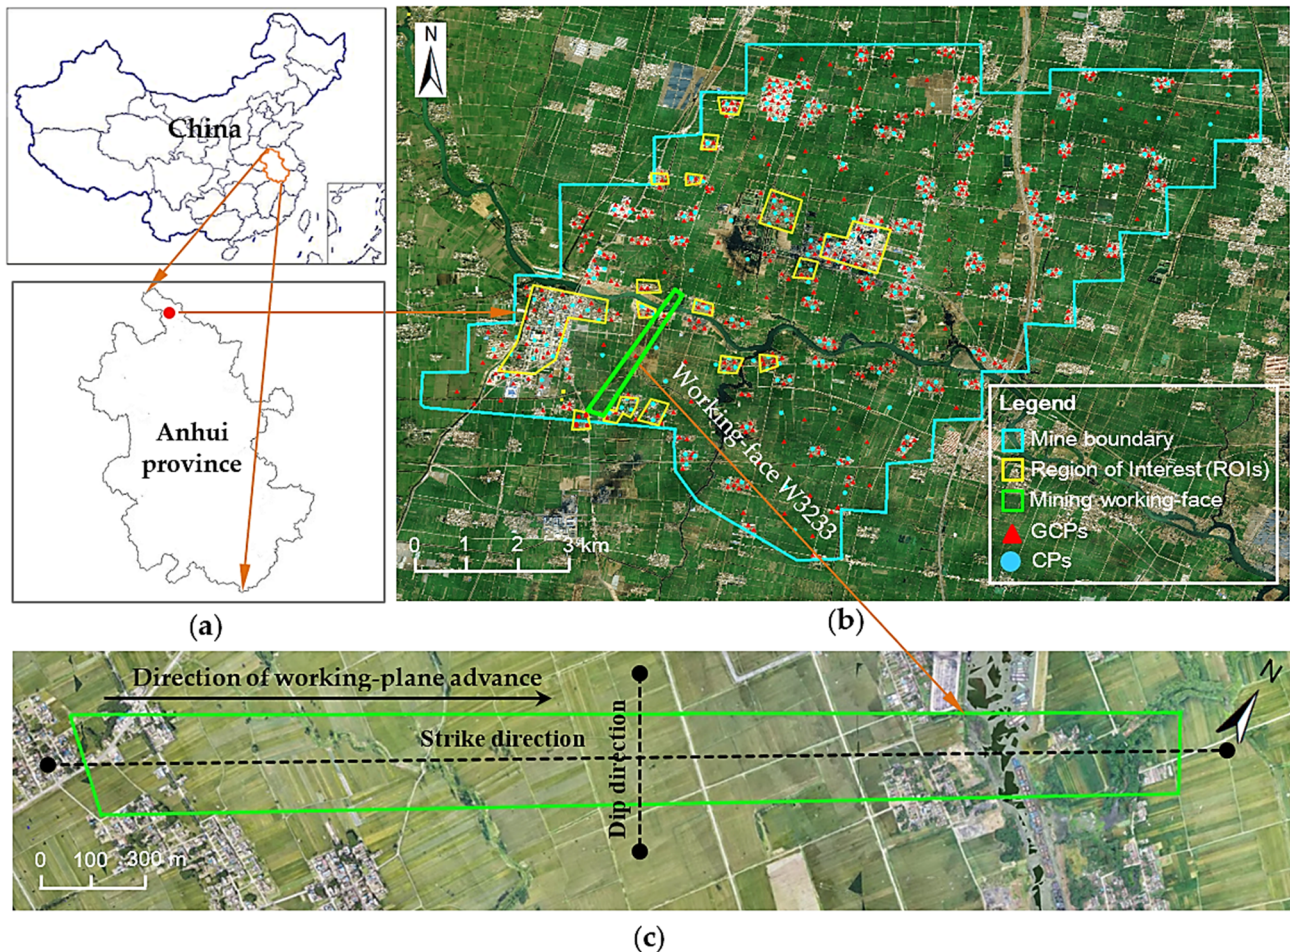 China
Anhui
province
(a)
N
Working-face W3233
0 1 2 3 km
Legend
Mine boundary
Region of Interest (ROIs)
Mining working-face
GCPs
CPs
(b)
Direction of working-plane advance
Strike direction
Dip direction
N
0 100 300 m
(c)